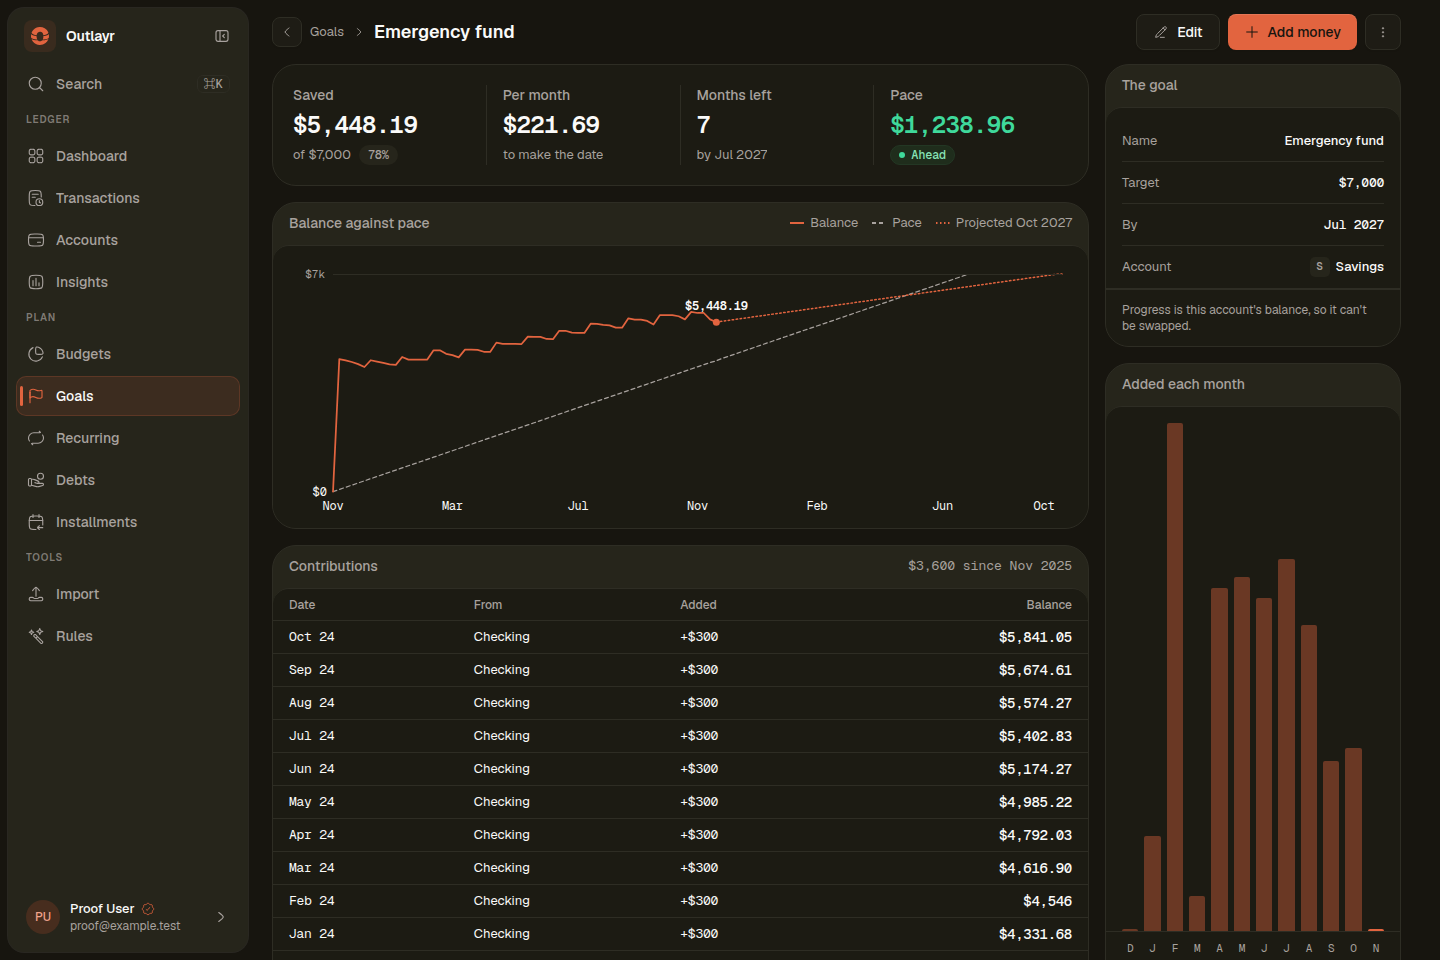 Outlayr
Search
⌘K
LEDGER
Dashboard
Transactions
Accounts
Insights
PLAN
Budgets
Goals
Recurring
Debts
Installments
TOOLS
Import
Rules
PU
Proof User
proof@example.test
Goals
Emergency fund
Edit
Add money
Saved
$5,448.19
of $7,000 78%
Per month
$221.69
to make the date
Months left
7
by Jul 2027
Pace
$1,238.96
Ahead
Balance against pace
Balance Pace Projected Oct 2027
$7k
$5,448.19
$0
Nov Mar Jul Nov Feb Jun Oct
Contributions
$3,600 since Nov 2025
Date From Added Balance
Oct 24 Checking +$300 $5,841.05
Sep 24 Checking +$300 $5,674.61
Aug 24 Checking +$300 $5,574.27
Jul 24 Checking +$300 $5,402.83
Jun 24 Checking +$300 $5,174.27
May 24 Checking +$300 $4,985.22
Apr 24 Checking +$300 $4,792.03
Mar 24 Checking +$300 $4,616.90
Feb 24 Checking +$300 $4,546
Jan 24 Checking +$300 $4,331.68
The goal
Name Emergency fund
Target $7,000
By Jul 2027
Account S Savings
Progress is this account's balance, so it can't
be swapped.
Added each month
D J F M A M J J A S O N